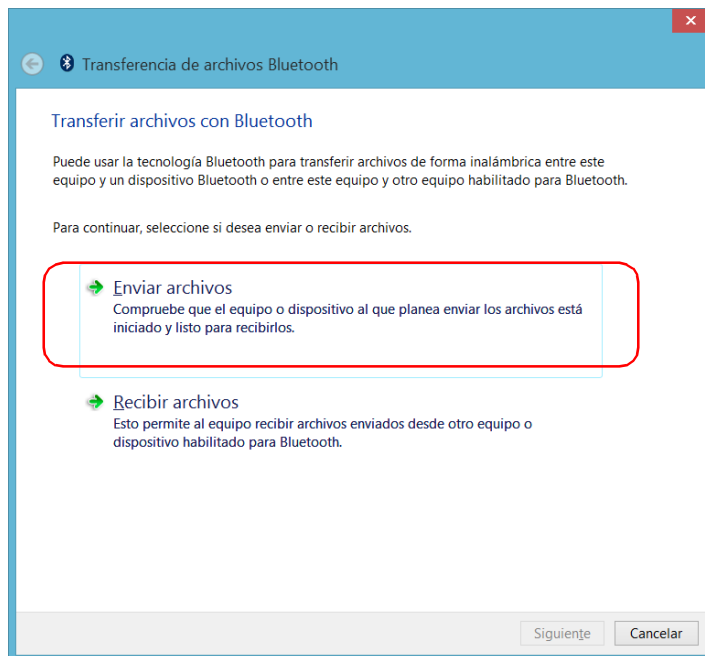 Transferencia de archivos Bluetooth
Transferir archivos con Bluetooth
Puede usar la tecnología Bluetooth para transferir archivos de forma inalámbrica entre este
equipo y un dispositivo Bluetooth o entre este equipo y otro equipo habilitado para Bluetooth.
Para continuar, seleccione si desea enviar o recibir archivos.
Enviar archivos
Compruebe que el equipo o dispositivo al que planea enviar los archivos está
iniciado y listo para recibirlos.
Recibir archivos
Esto permite al equipo recibir archivos enviados desde otro equipo o
dispositivo habilitado para Bluetooth.
Siguiente
Cancelar